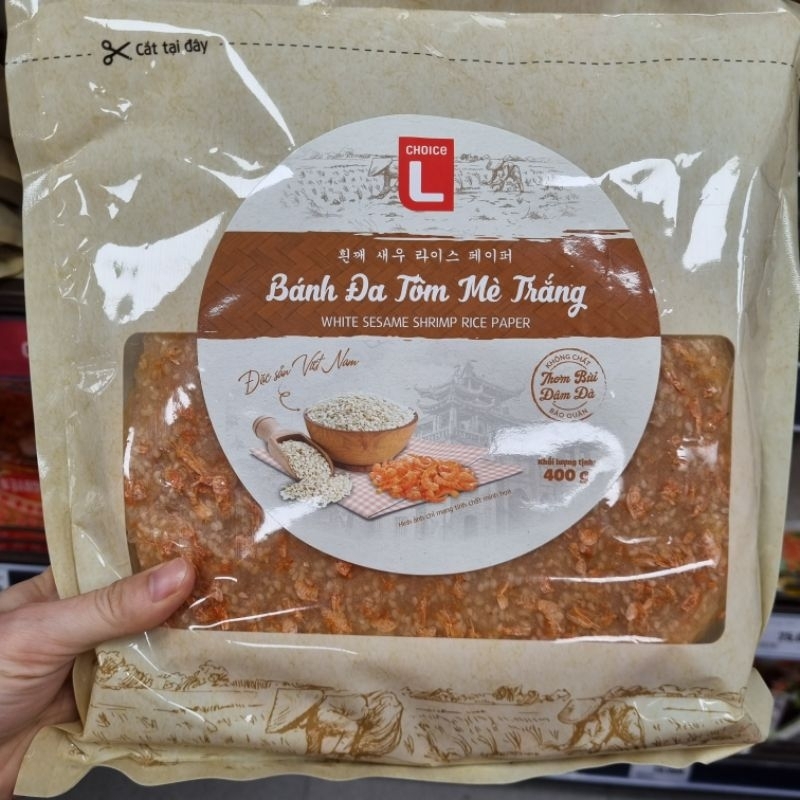 Cắt tại đây
CHOICE
L
흰깨 새우 라이스 페이퍼
Bánh Đa Tôm Mè Trắng
WHITE SESAME SHRIMP RICE PAPER
Đặc sản Việt Nam
KHÔNG CHẤT
Thơm Bùi
Đậm Đà
BẢO QUẢN
Khối lượng tịnh:
400 g
Hình ảnh chỉ mang tính chất minh họa